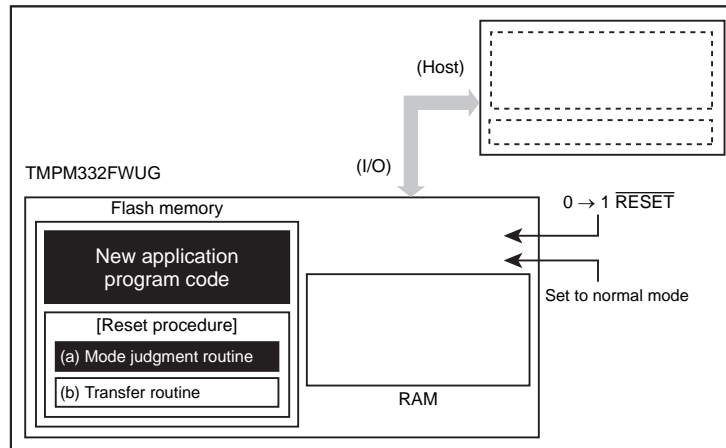 (Host)
(I/O)
TMPM332FWUG
Flash memory
0 → 1 RESET
New application
program code
Set to normal mode
[Reset procedure]
(a) Mode judgment routine
(b) Transfer routine
RAM